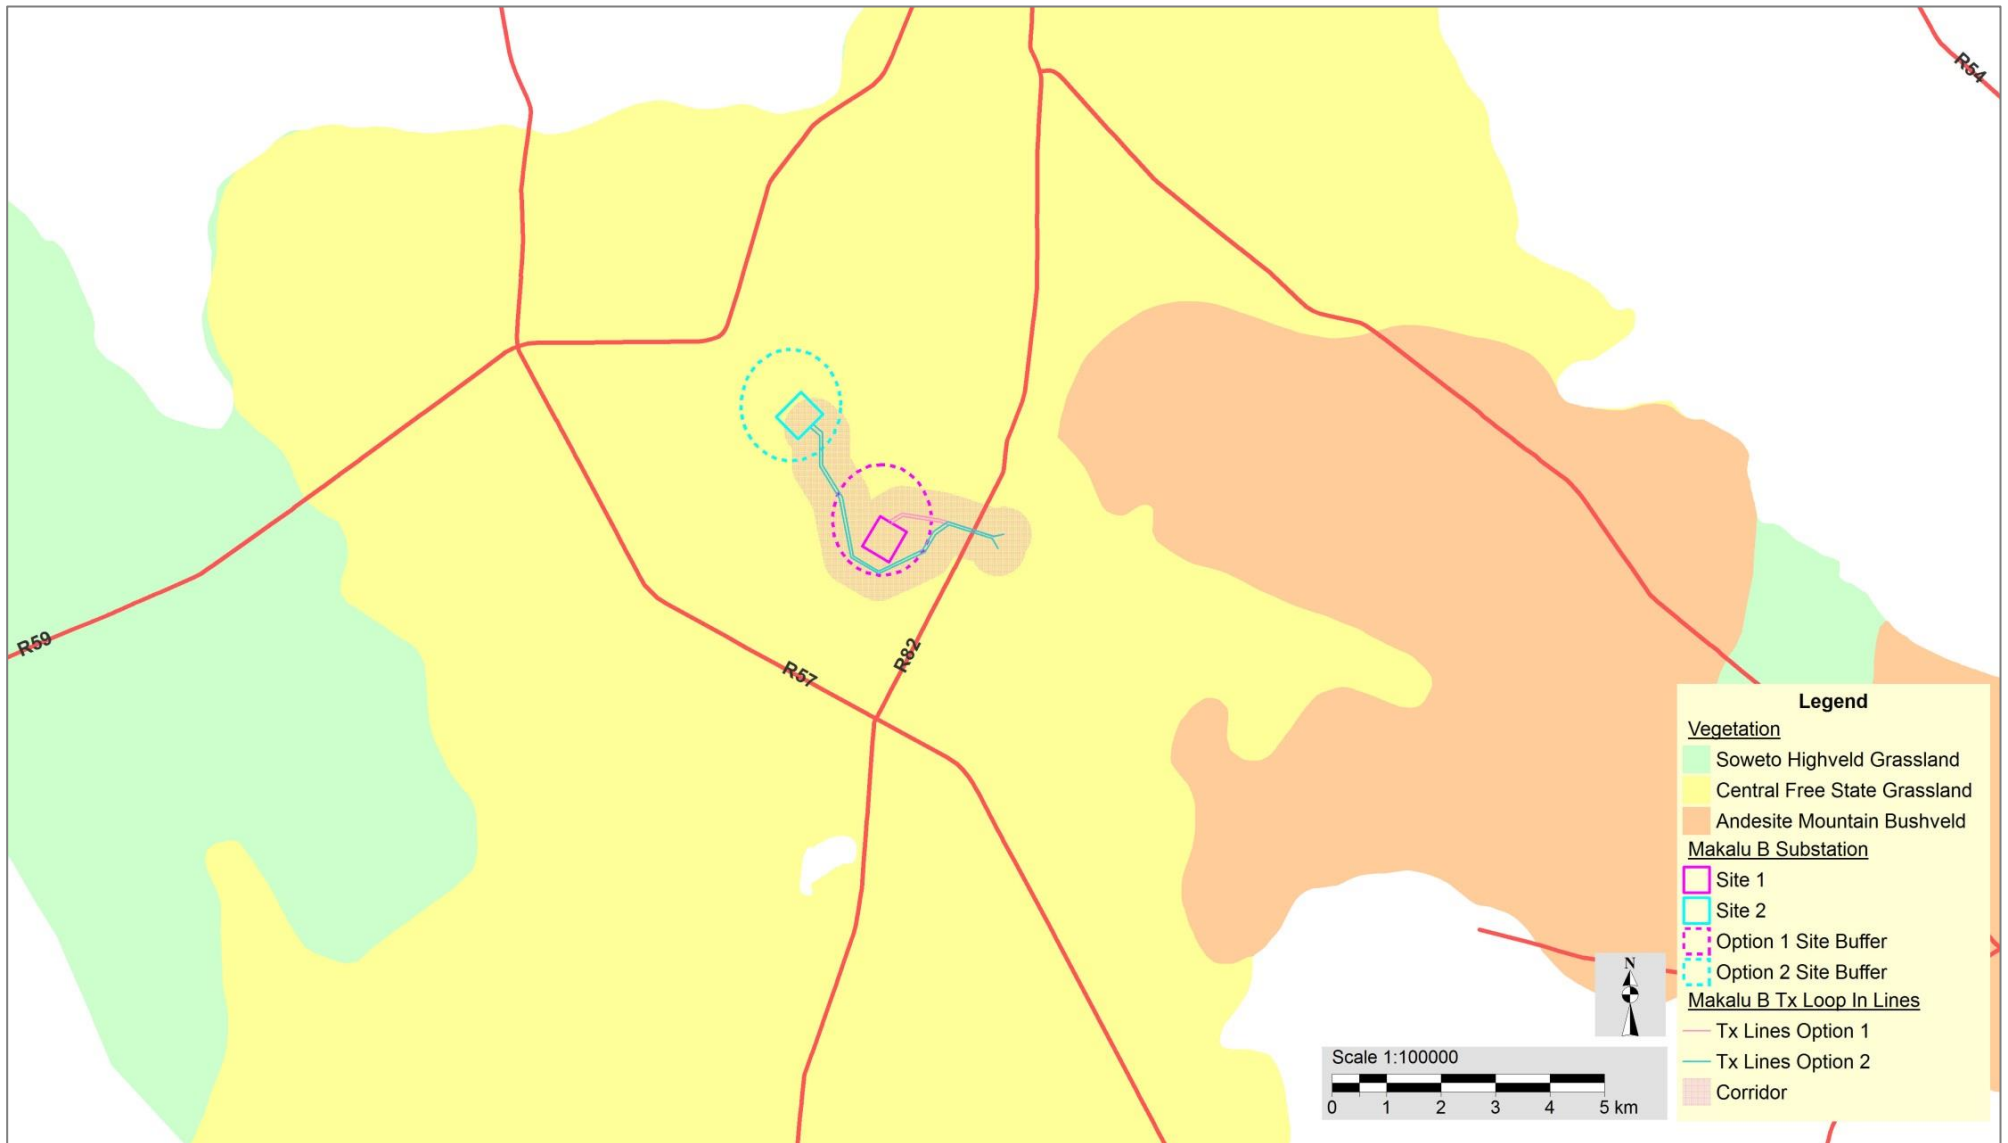 R54
R59
R57
R82
Legend
Vegetation
Soweto Highveld Grassland
Central Free State Grassland
Andesite Mountain Bushveld
Makalu B Substation
Site 1
Site 2
Option 1 Site Buffer
Option 2 Site Buffer
Makalu B Tx Loop In Lines
Tx Lines Option 1
Tx Lines Option 2
Corridor
N
Scale 1:100000
0 1 2 3 4 5 km